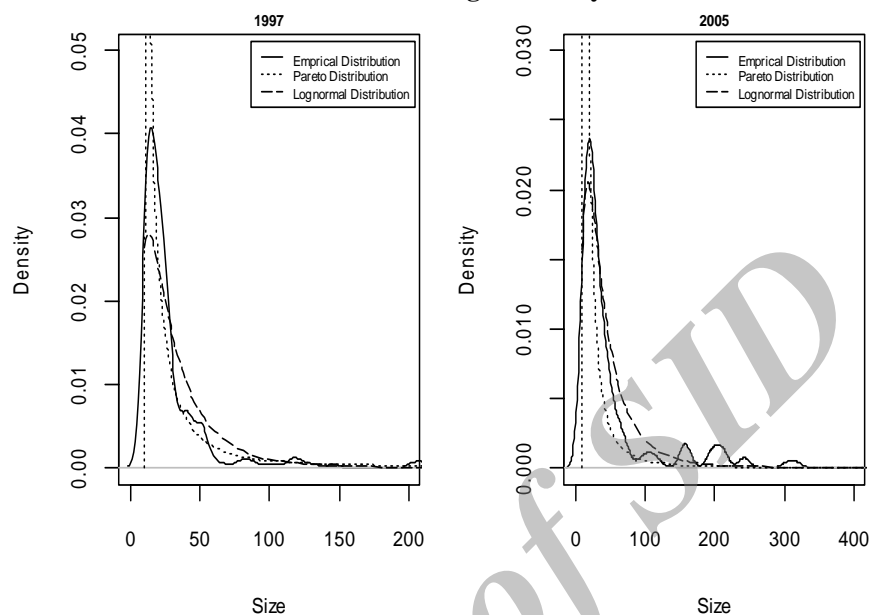 1997
0.05
0.04
0.03
0.02
0.01
0.00
Density
Emprical Distribution
Pareto Distribution
Lognormal Distribution
0 50 100 150 200
Size
2005
0.030
0.020
0.010
0.000
Density
Emprical Distribution
Pareto Distribution
Lognormal Distribution
0 100 200 300 400
Size
of SID